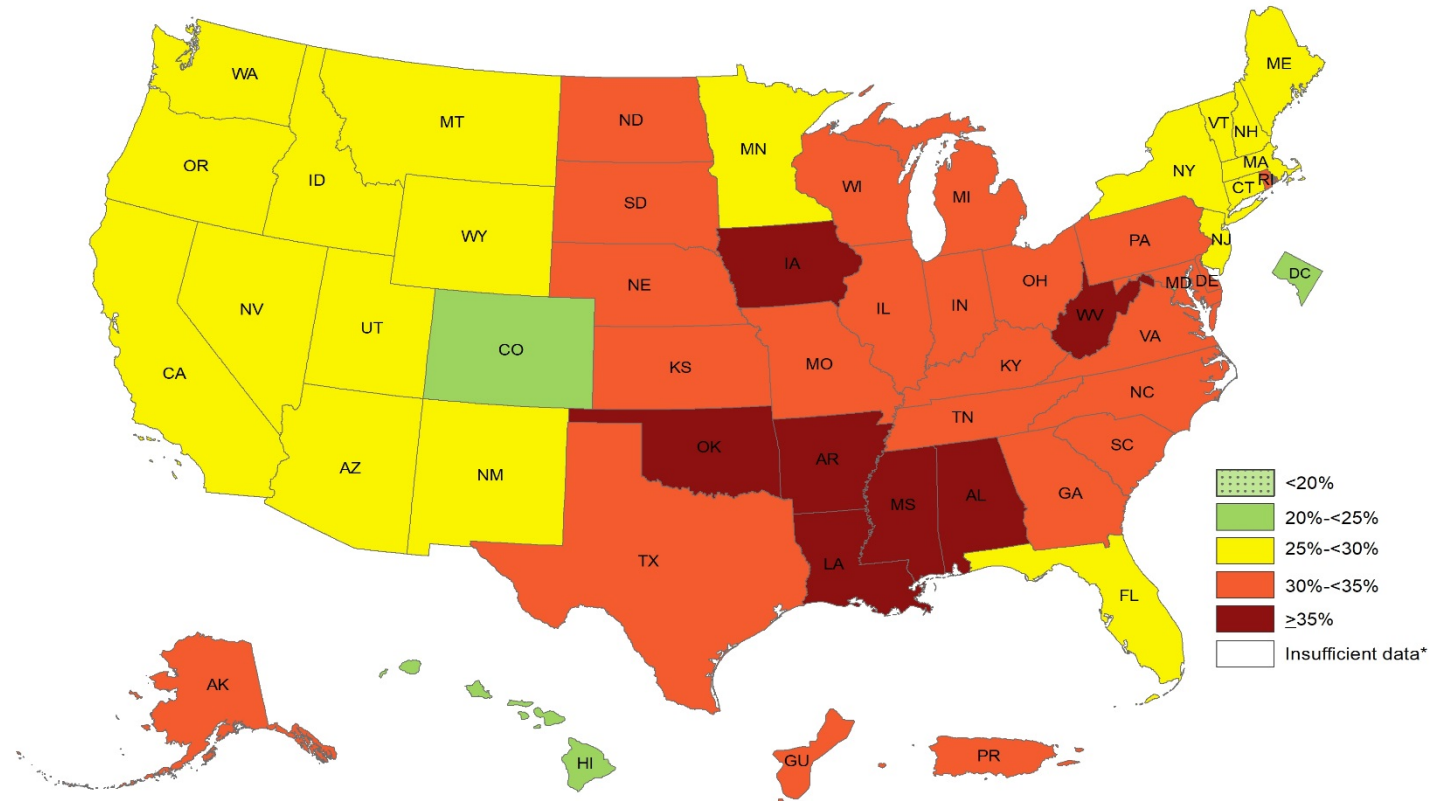 WA
MT
ND
MN
ME
VT
NH
OR
ID
SD
WI
MI
NY
MA
CT
RI
WY
IA
NE
PA
NJ
DC
NV
UT
CO
IL
IN
OH
MD
DE
CA
KS
MO
WV
VA
KY
AZ
NM
OK
AR
TN
NC
SC
MS
AL
GA
TX
LA
FL
<20%
20%-<25%
25%-<30%
30%-<35%
≥35%
Insufficient data*
AK
HI
GU
PR